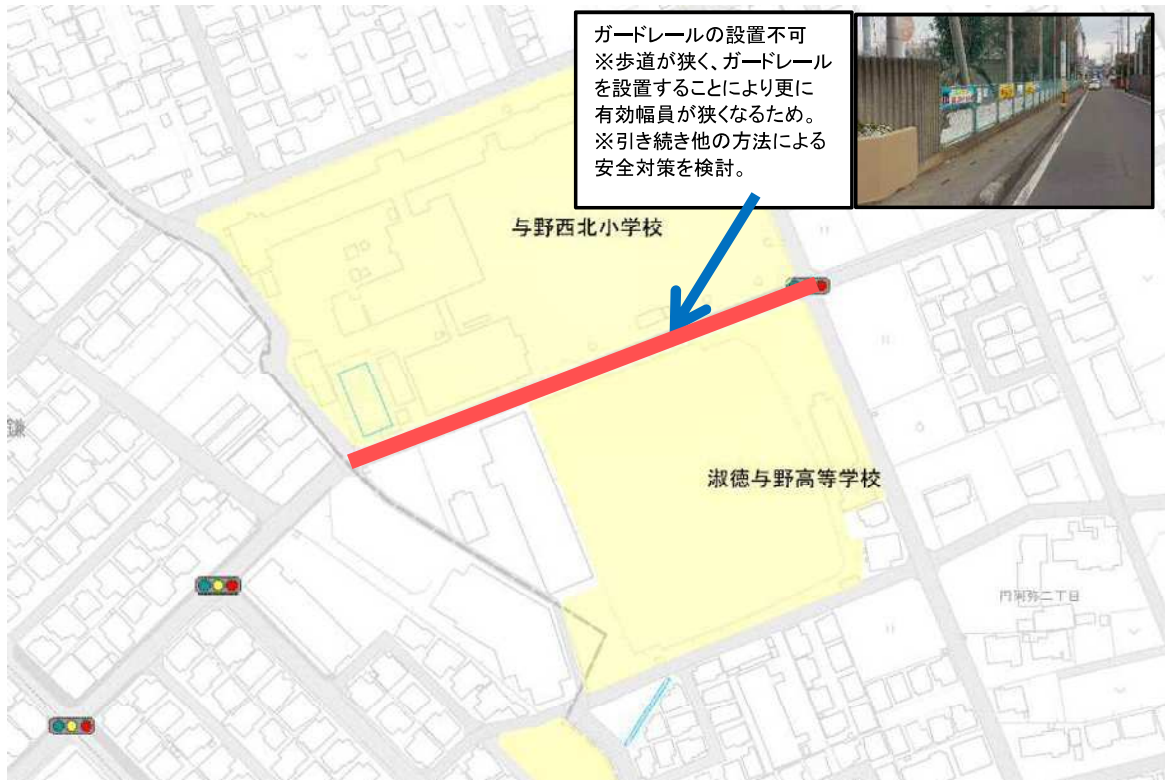 ガードレールの設置不可
※歩道が狭く、ガードレール
を設置することにより更に
有効幅員が狭くなるため。
※引き続き他の方法による
安全対策を検討。
与野西北小学校
淑徳与野高等学校
円阿弥二丁目